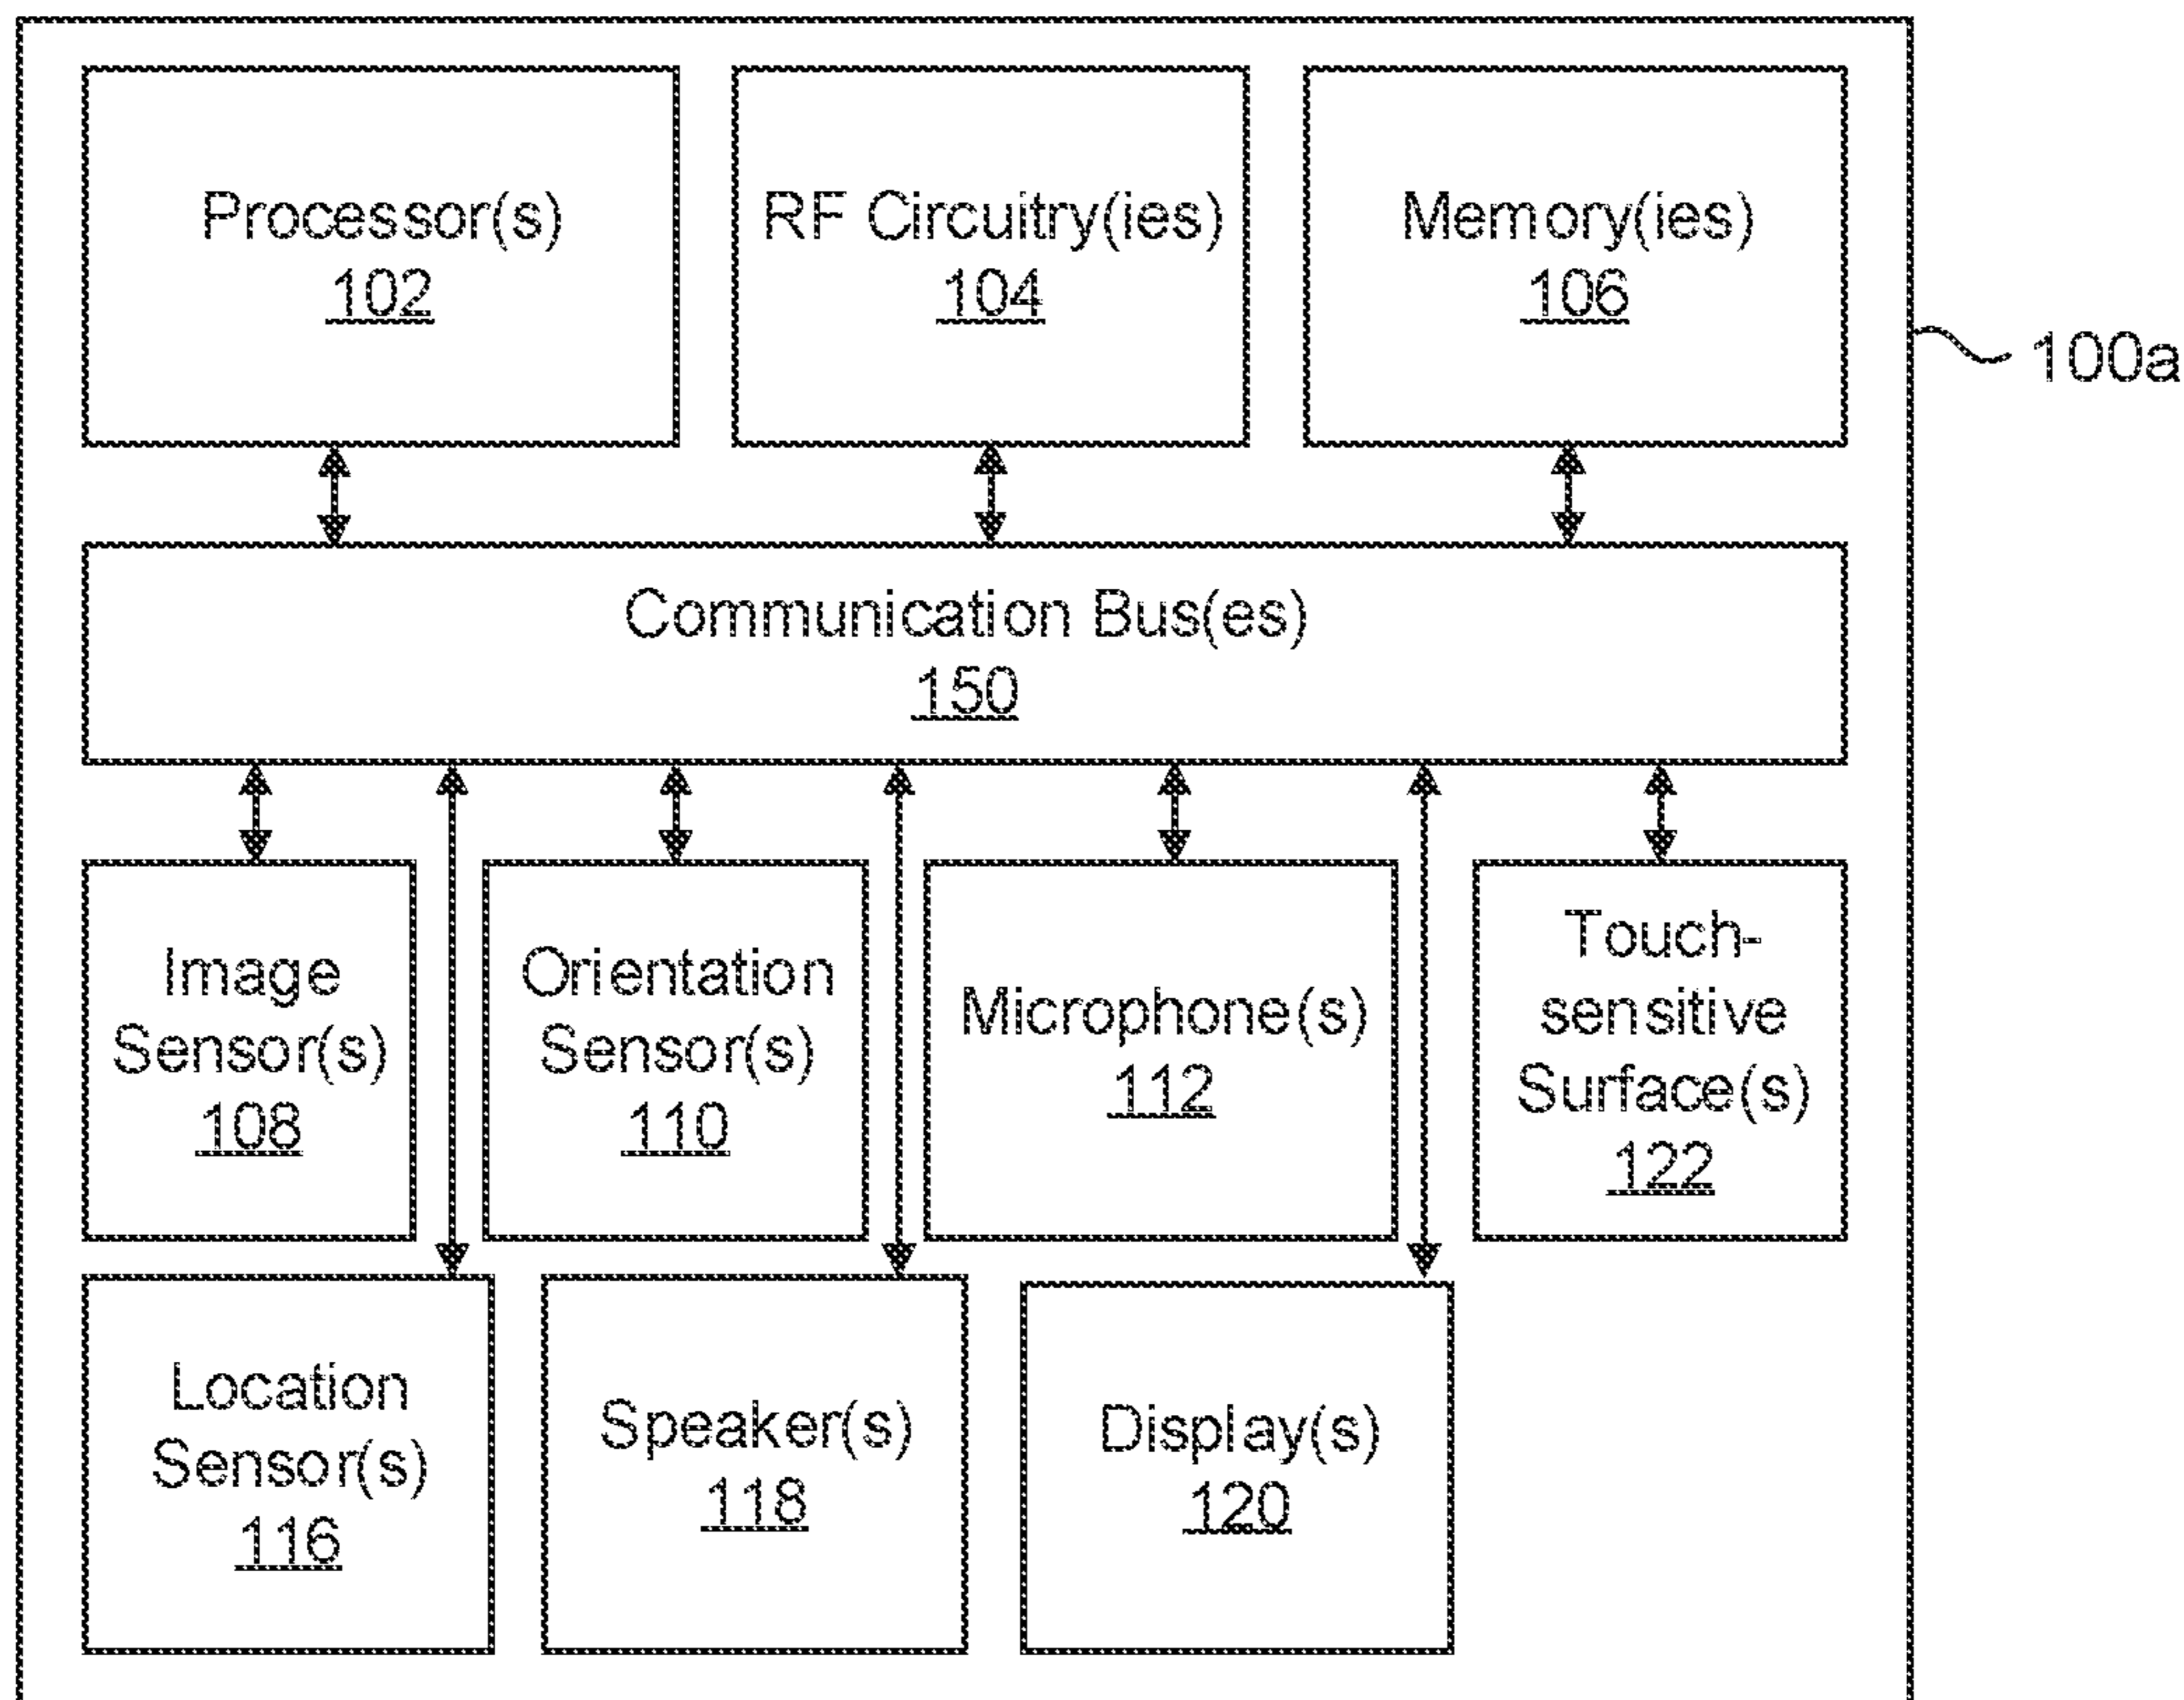 Processor(s)
102
RF Circuitry(ies)
104
Memory(ies)
106
100a
Communication Bus(es)
150
Image
Sensor(s)
108
Orientation
Sensor(s)
110
Microphone(s)
112
Touch-
sensitive
Surface(s)
122
Location
Sensor(s)
116
Speaker(s)
118
Display(s)
120